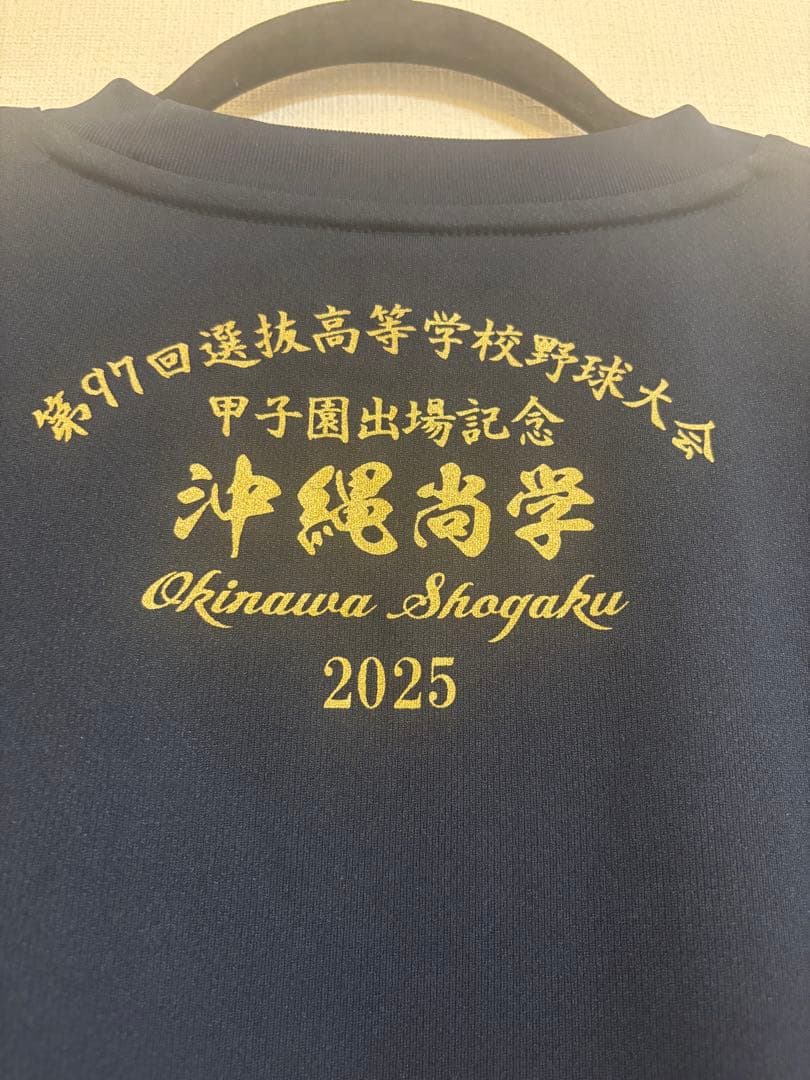 第97回選抜高等学校野球大会
甲子園出場記念
沖縄尚学
Okinawa Shogaku
2025